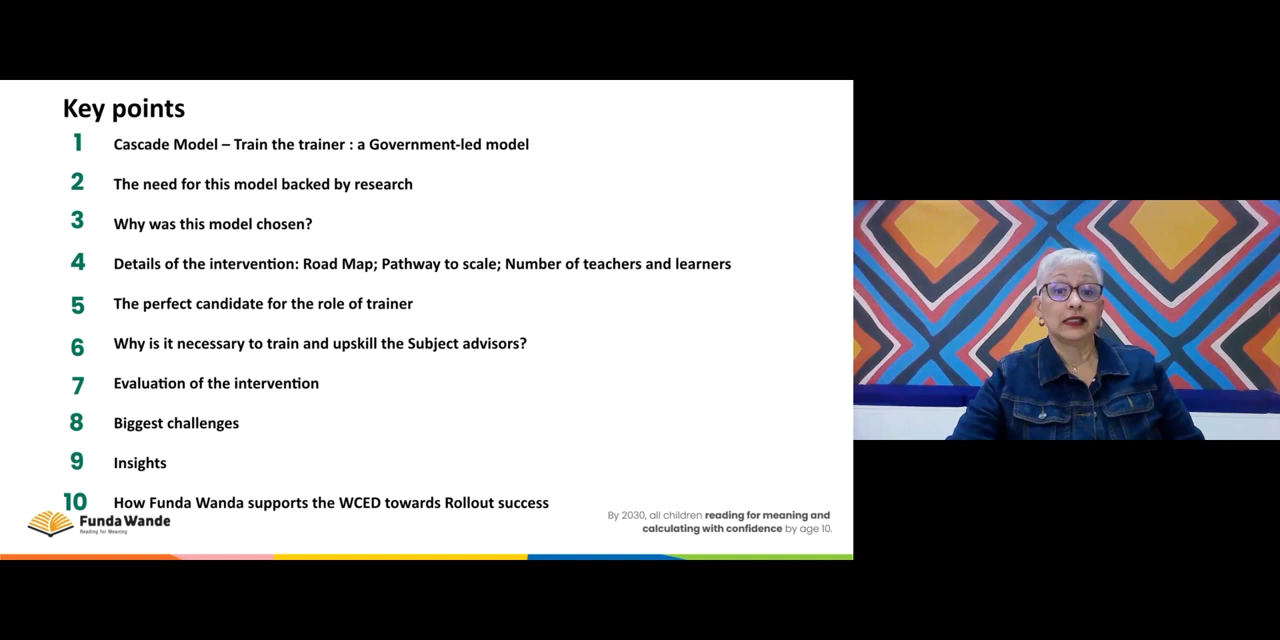 Key points
1 Cascade Model – Train the trainer : a Government-led model
2 The need for this model backed by research
3 Why was this model chosen?
4 Details of the intervention: Road Map; Pathway to scale; Number of teachers and learners
5 The perfect candidate for the role of trainer
6 Why is it necessary to train and upskill the Subject advisors?
7 Evaluation of the intervention
8 Biggest challenges
9 Insights
10 How Funda Wanda supports the WCED towards Rollout success
Funda Wande
Reading for Meaning
By 2030, all children reading for meaning and
calculating with confidence by age 10.